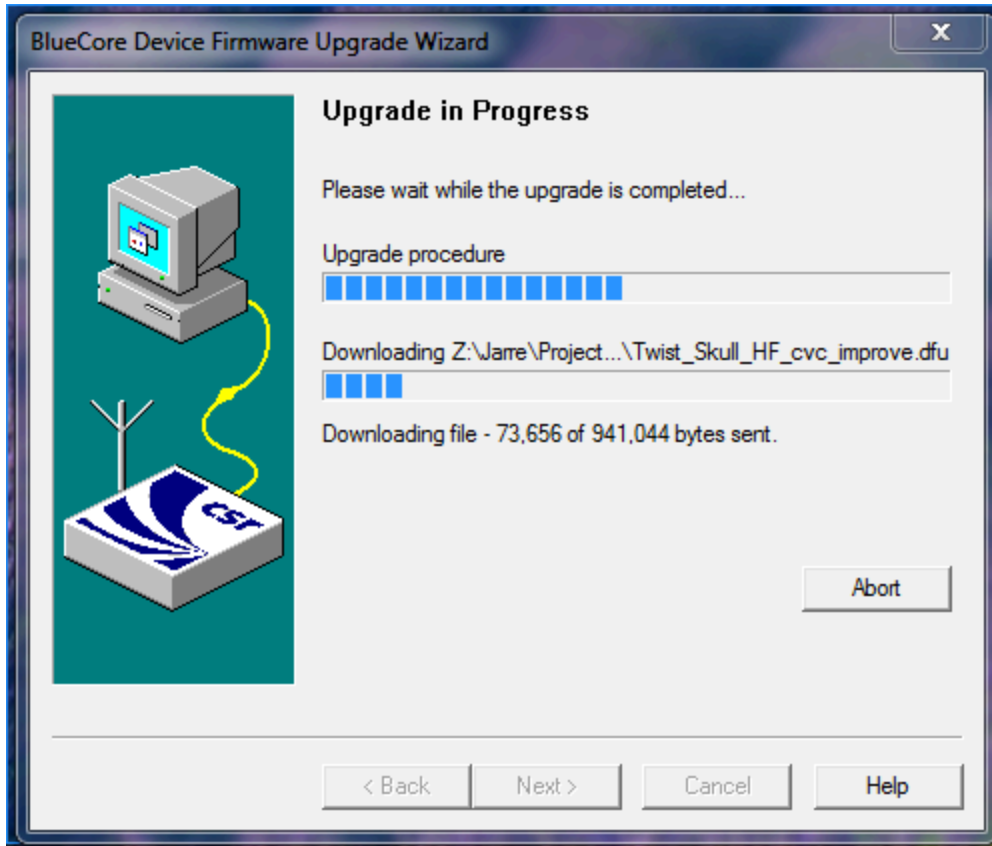 BlueCore Device Firmware Upgrade Wizard
Upgrade in Progress
Please wait while the upgrade is completed...
Upgrade procedure
Downloading Z:\Jarre\Project...\Twist_Skull_HF_cvc_improve.dfu
Downloading file - 73,656 of 941,044 bytes sent.
CSr
Abort
< Back
Next >
Cancel
Help